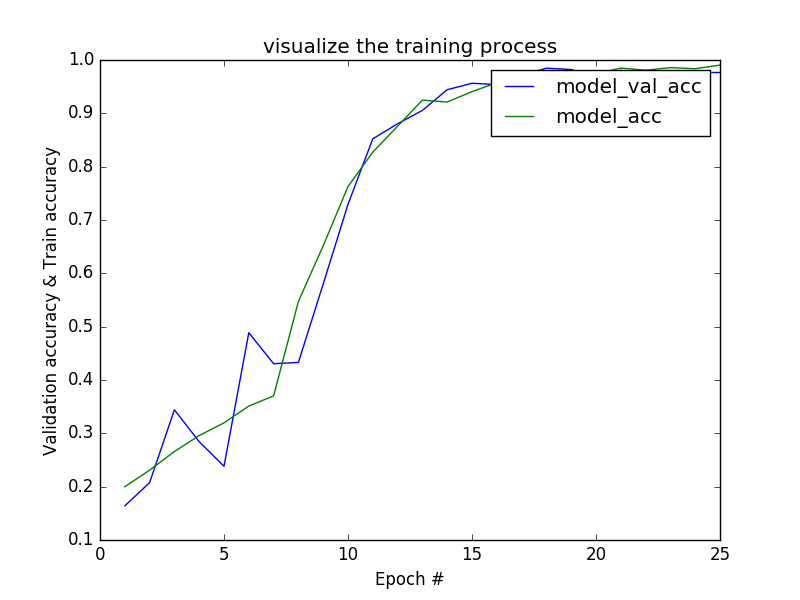 visualize the training process
model_val_acc
model_acc
Validation accuracy & Train accuracy
1.0
0.9
0.8
0.7
0.6
0.5
0.4
0.3
0.2
0.1
0 5 10 15 20 25
Epoch #